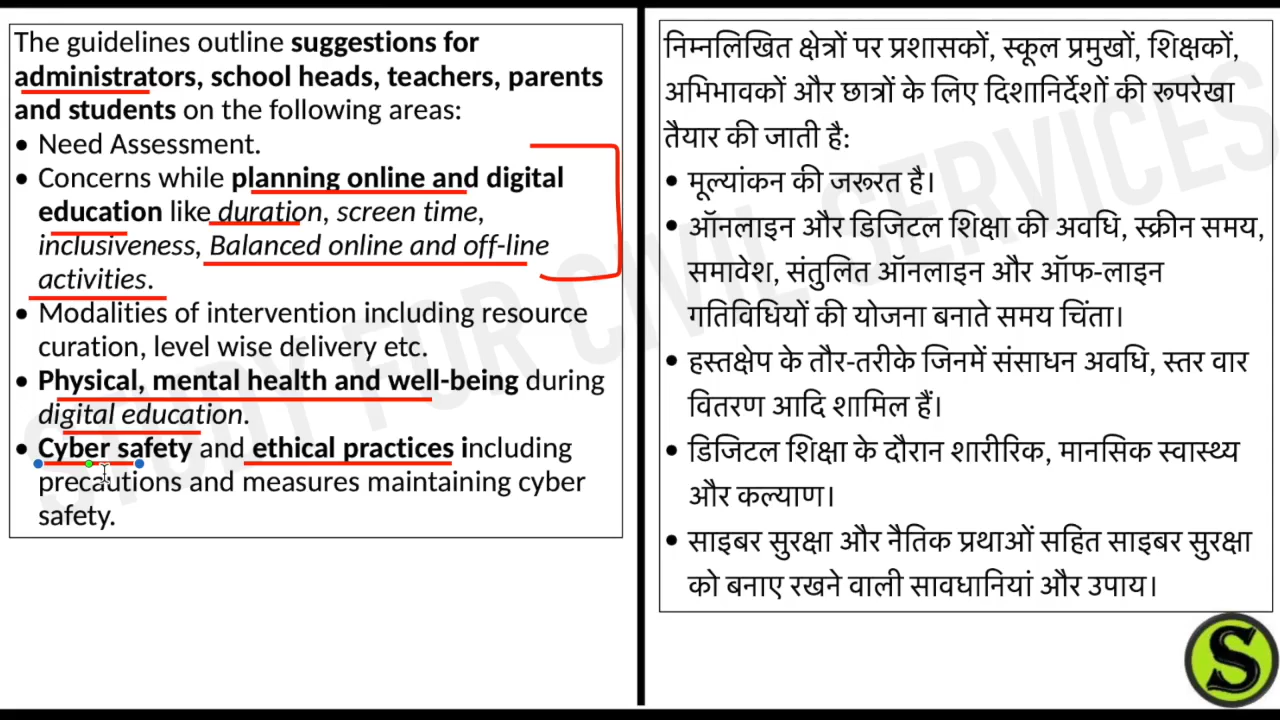 The guidelines outline suggestions for
administrators, school heads, teachers, parents
and students on the following areas:
• Need Assessment.
• Concerns while planning online and digital
education like duration, screen time,
inclusiveness, Balanced online and off-line
activities.
• Modalities of intervention including resource
curation, level wise delivery etc.
• Physical, mental health and well-being during
digital education.
• Cyber safety and ethical practices including
precautions and measures maintaining cyber
safety.
निम्नलिखित क्षेत्रों पर प्रशासकों, स्कूल प्रमुखों, शिक्षकों,
अभिभावकों और छात्रों के लिए दिशानिर्देशों की रूपरेखा
तैयार की जाती है:
• मूल्यांकन की जरूरत है।
• ऑनलाइन और डिजिटल शिक्षा की अवधि, स्क्रीन समय,
समावेश, संतुलित ऑनलाइन और ऑफ-लाइन
गतिविधियों की योजना बनाते समय चिंता।
• हस्तक्षेप के तौर-तरीके जिनमें संसाधन अवधि, स्तर वार
वितरण आदि शामिल हैं।
• डिजिटल शिक्षा के दौरान शारीरिक, मानसिक स्वास्थ्य
और कल्याण।
• साइबर सुरक्षा और नैतिक प्रथाओं सहित साइबर सुरक्षा
को बनाए रखने वाली सावधानियां और उपाय।
STUDY FOR CIVIL SERVICES
S